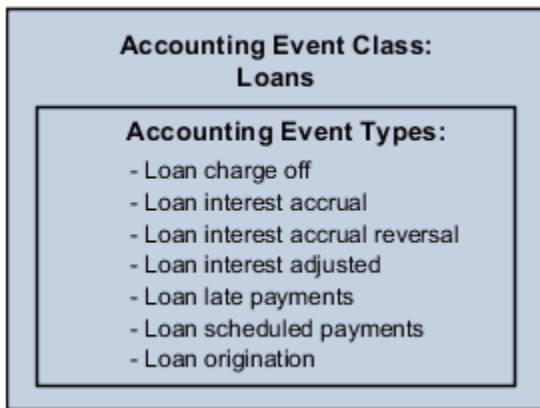 Accounting Event Class:
Loans
Accounting Event Types:
- Loan charge off
- Loan interest accrual
- Loan interest accrual reversal
- Loan interest adjusted
- Loan late payments
- Loan scheduled payments
- Loan origination